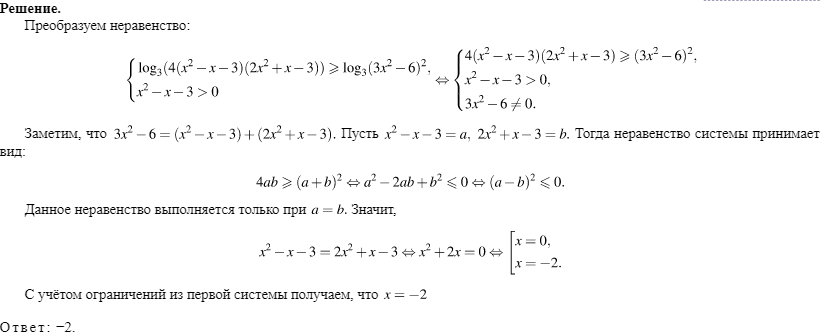 Решение.
Преобразуем неравенство:
{ log₃(4(x² − x − 3)(2x² + x − 3)) ⩾ log₃(3x² − 6)², x² − x − 3 > 0 ⇔ { 4(x² − x − 3)(2x² + x − 3) ⩾ (3x² − 6)², x² − x − 3 > 0, 3x² − 6 ≠ 0.
Заметим, что 3x² − 6 = (x² − x − 3) + (2x² + x − 3). Пусть x² − x − 3 = a, 2x² + x − 3 = b. Тогда неравенство системы принимает
вид:
4ab ⩾ (a + b)² ⇔ a² − 2ab + b² ⩽ 0 ⇔ (a − b)² ⩽ 0.
Данное неравенство выполняется только при a = b. Значит,
x² − x − 3 = 2x² + x − 3 ⇔ x² + 2x = 0 ⇔ [ x = 0, x = −2.
С учётом ограничений из первой системы получаем, что x = −2
Ответ: −2.